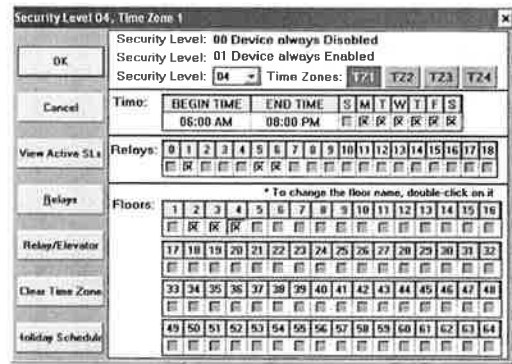 Security Level 04, Time Zone 1
Security Level: 00 Device always Disabled
Security Level: 01 Device always Enabled
Security Level: 04 Time Zones: TZ1 TZ2 TZ3 TZ4
OK
Cancel
View Active SLs
Relays
Relay/Elevator
Clear Time Zone
Holiday Schedule
Time: BEGIN TIME END TIME S M T W T F S
06:00 AM 08:00 PM
Relays: 0 1 2 3 4 5 6 7 8 9 10 11 12 13 14 15 16 17 18
* To change the floor name, double-click on it
Floors: 1 2 3 4 5 6 7 8 9 10 11 12 13 14 15 16
17 18 19 20 21 22 23 24 25 26 27 28 29 30 31 32
33 34 35 36 37 38 39 40 41 42 43 44 45 46 47 48
49 50 51 52 53 54 55 56 57 58 59 60 61 62 63 64